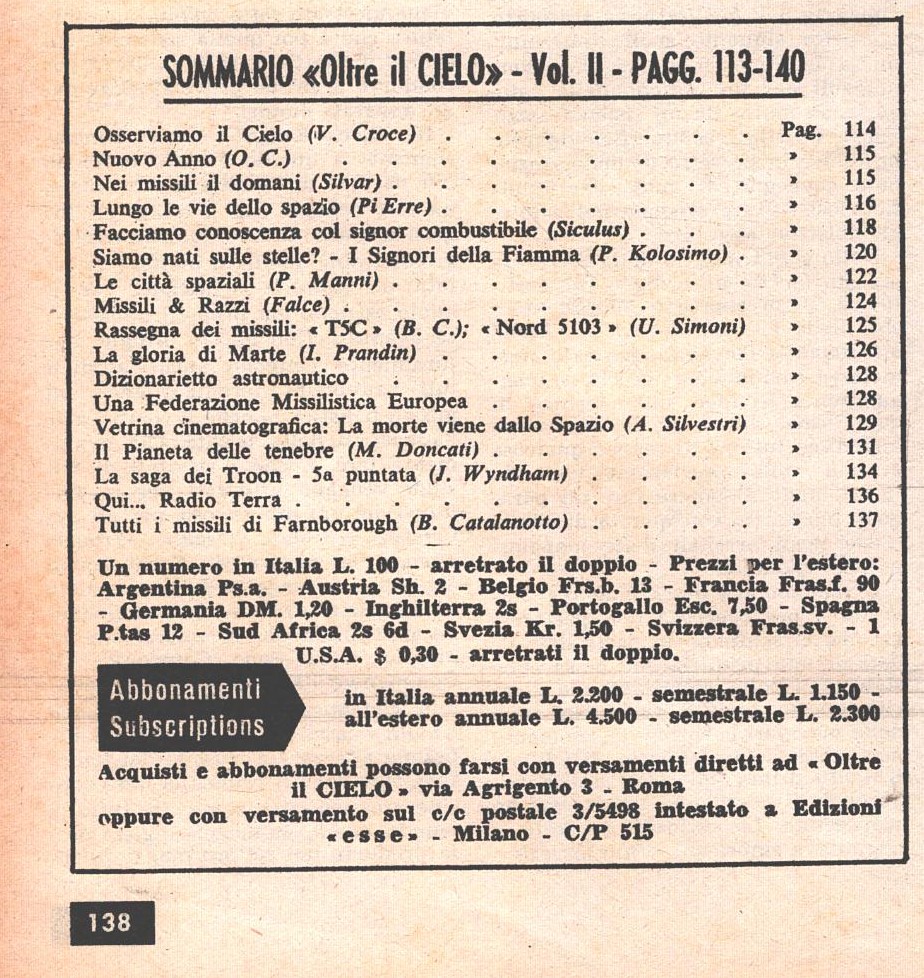 SOMMARIO «Oltre il CIELO» - Vol. II - PAGG. 113-140
Osserviamo il Cielo (V. Croce) . . . . . . . Pag. 114
Nuovo Anno (O. C.) . . . . . . » 115
Nei missili il domani (Silvar) . . . . . . » 115
Lungo le vie dello spazio (Pi Erre) . . . . . » 116
Facciamo conoscenza col signor combustibile (Siculus) . . . » 118
Siamo nati sulle stelle? - I Signori della Fiamma (P. Kolosimo) . » 120
Le città spaziali (P. Manni) . . . . . . » 122
Missili & Razzi (Falce) . . . . . . » 124
Rassegna dei missili: « T5C » (B. C.); « Nord 5103 » (U. Simoni) » 125
La gloria di Marte (I. Prandin) . . . . . . » 126
Dizionarietto astronautico . . . . . . » 128
Una Federazione Missilistica Europea . . . . . » 128
Vetrina cinematografica: La morte viene dallo Spazio (A. Silvestri) » 129
Il Pianeta delle tenebre (M. Doncati) . . . . . » 131
La saga dei Troon - 5a puntata (J. Wyndham) . . . . » 134
Qui... Radio Terra . . . . . . . » 136
Tutti i missili di Farnborough (B. Catalanotto) . . . . » 137
Un numero in Italia L. 100 - arretrato il doppio - Prezzi per l'estero:
Argentina Ps.a. - Austria Sh. 2 - Belgio Frs.b. 13 - Francia Fras.f. 90
- Germania DM. 1,20 - Inghilterra 2s - Portogallo Esc. 7,50 - Spagna
P.tas 12 - Sud Africa 2s 6d - Svezia Kr. 1,50 - Svizzera Fras.sv. - 1
U.S.A. $ 0,30 - arretrati il doppio.
Abbonamenti
Subscriptions
in Italia annuale L. 2.200 - semestrale L. 1.150 -
all'estero annuale L. 4.500 - semestrale L. 2.300
Acquisti e abbonamenti possono farsi con versamenti diretti ad « Oltre
il CIELO » via Agrigento 3 - Roma
oppure con versamento sul c/c postale 3/5498 intestato a Edizioni
« esse » - Milano - C/P 515
138